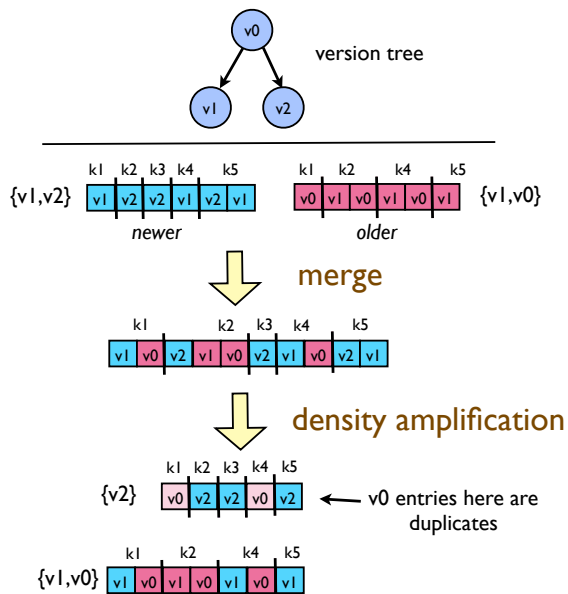 v0
version tree
v1 v2
k1 k2 k3 k4 k5 k1 k2 k4 k5
{v1,v2} v1 v2 v2 v1 v2 v1 v0 v1 v0 v1 v0 v1 {v1,v0}
newer older
merge
k1 k2 k3 k4 k5
v1 v0 v2 v1 v0 v2 v1 v0 v2 v1
density amplification
k1 k2 k3 k4 k5
{v2} v0 v2 v2 v0 v2 v0 entries here are
duplicates
k1 k2 k4 k5
{v1,v0} v1 v0 v1 v0 v1 v0 v1